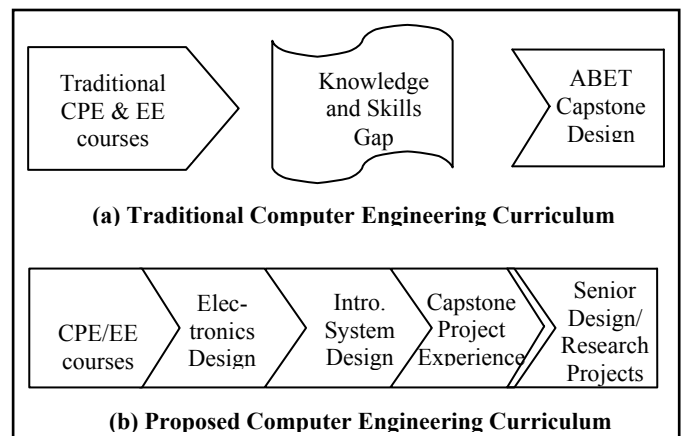 Traditional
CPE & EE
courses
Knowledge
and Skills
Gap
ABET
Capstone
Design
(a) Traditional Computer Engineering Curriculum
CPE/EE
courses
Elec-
tronics
Design
Intro.
System
Design
Capstone
Project
Experience
Senior
Design/
Research
Projects
(b) Proposed Computer Engineering Curriculum